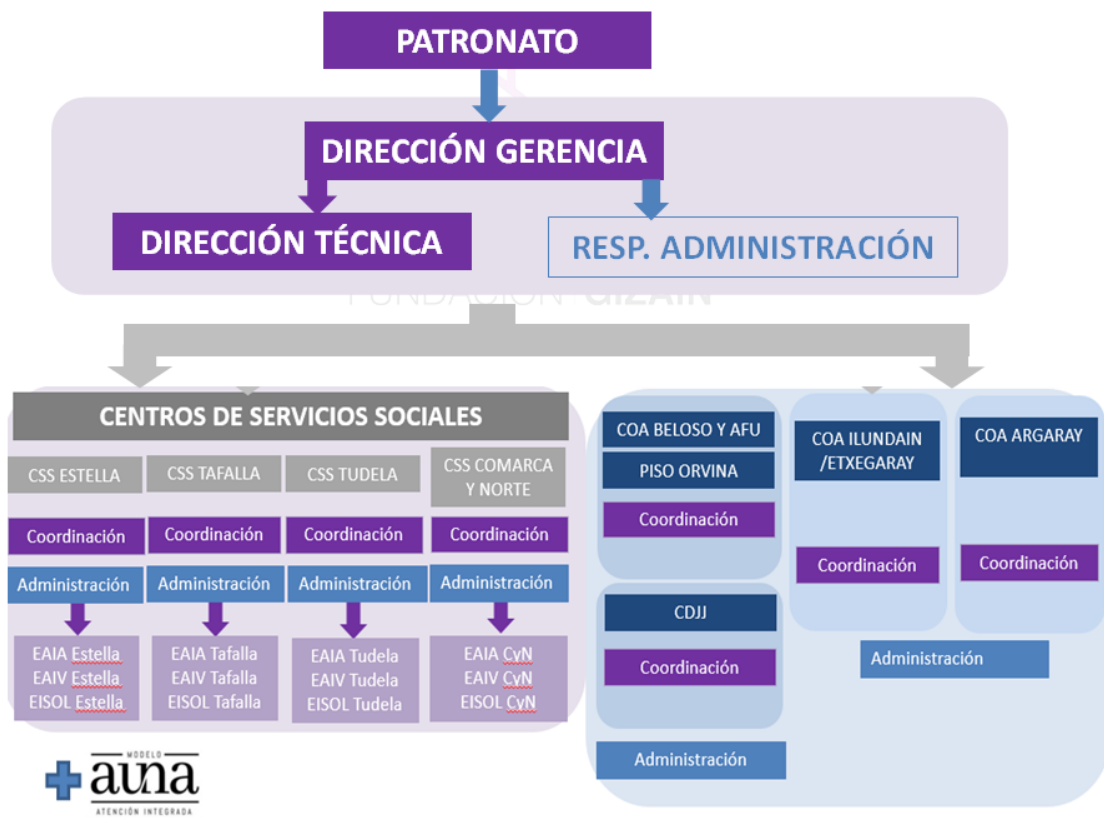 PATRONATO
DIRECCIÓN GERENCIA
DIRECCIÓN TÉCNICA
RESP. ADMINISTRACIÓN
FUNDACIÓN GIZAIN
CENTROS DE SERVICIOS SOCIALES
CSS ESTELLA
CSS TAFALLA
CSS TUDELA
CSS COMARCA
Y NORTE
Coordinación
Coordinación
Coordinación
Coordinación
Administración
Administración
Administración
Administración
EAIA Estella
EAIV Estella
EISOL Estella
EAIA Tafalla
EAIV Tafalla
EISOL Tafalla
EAIA Tudela
EAIV Tudela
EISOL Tudela
EAIA CyN
EAIV CyN
EISOL CyN
COA BELOSO Y AFU
PISO ORVINA
Coordinación
CDJJ
Coordinación
Administración
COA ILUNDAIN
/ETXEGARAY
Coordinación
COA ARGARAY
Coordinación
Administración
MODELO
auna
ATENCIÓN INTEGRADA